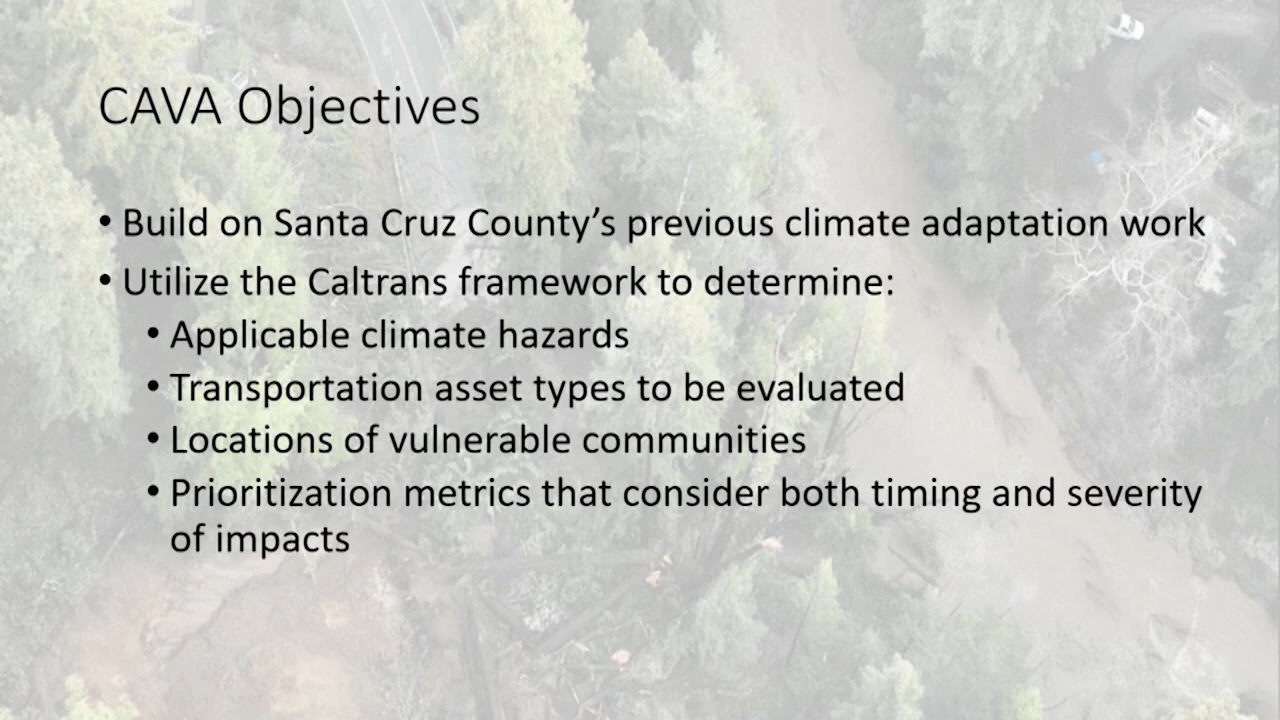 CAVA Objectives
• Build on Santa Cruz County’s previous climate adaptation work
• Utilize the Caltrans framework to determine:
• Applicable climate hazards
• Transportation asset types to be evaluated
• Locations of vulnerable communities
• Prioritization metrics that consider both timing and severity
of impacts